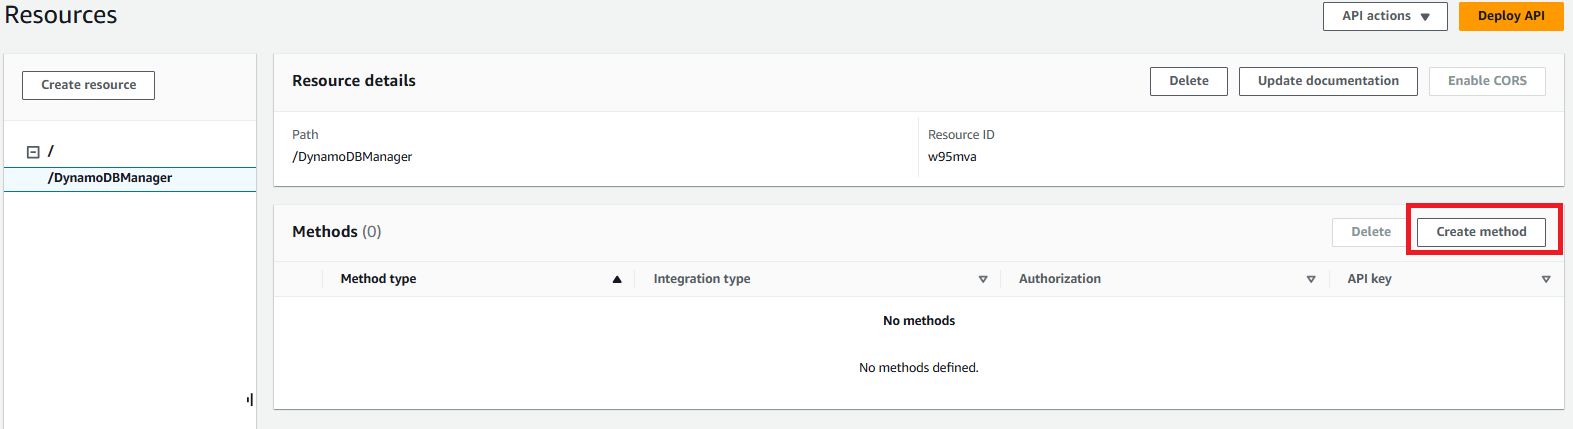 Resources
API actions
Deploy API
Create resource
/
/DynamoDBManager
Resource details
Delete
Update documentation
Enable CORS
Path
/DynamoDBManager
Resource ID
w95mva
Methods (0)
Delete
Create method
Method type
Integration type
Authorization
API key
No methods
No methods defined.